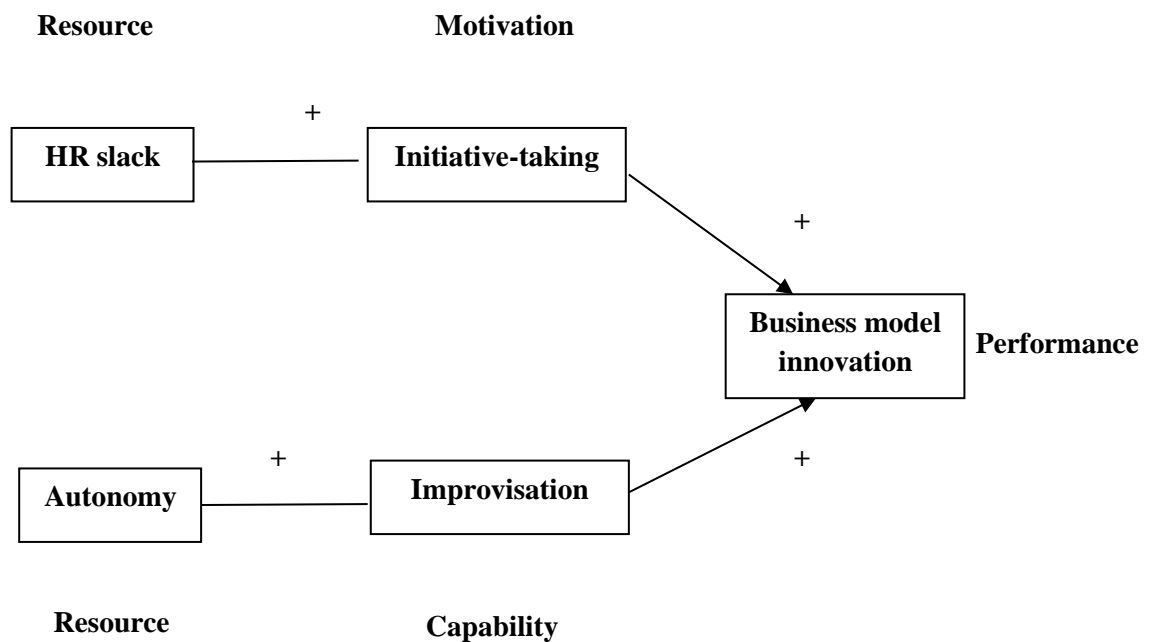 Resource
Motivation
+
HR slack
Initiative-taking
+
Business model
innovation
Performance
+
+
Autonomy
Improvisation
Resource
Capability